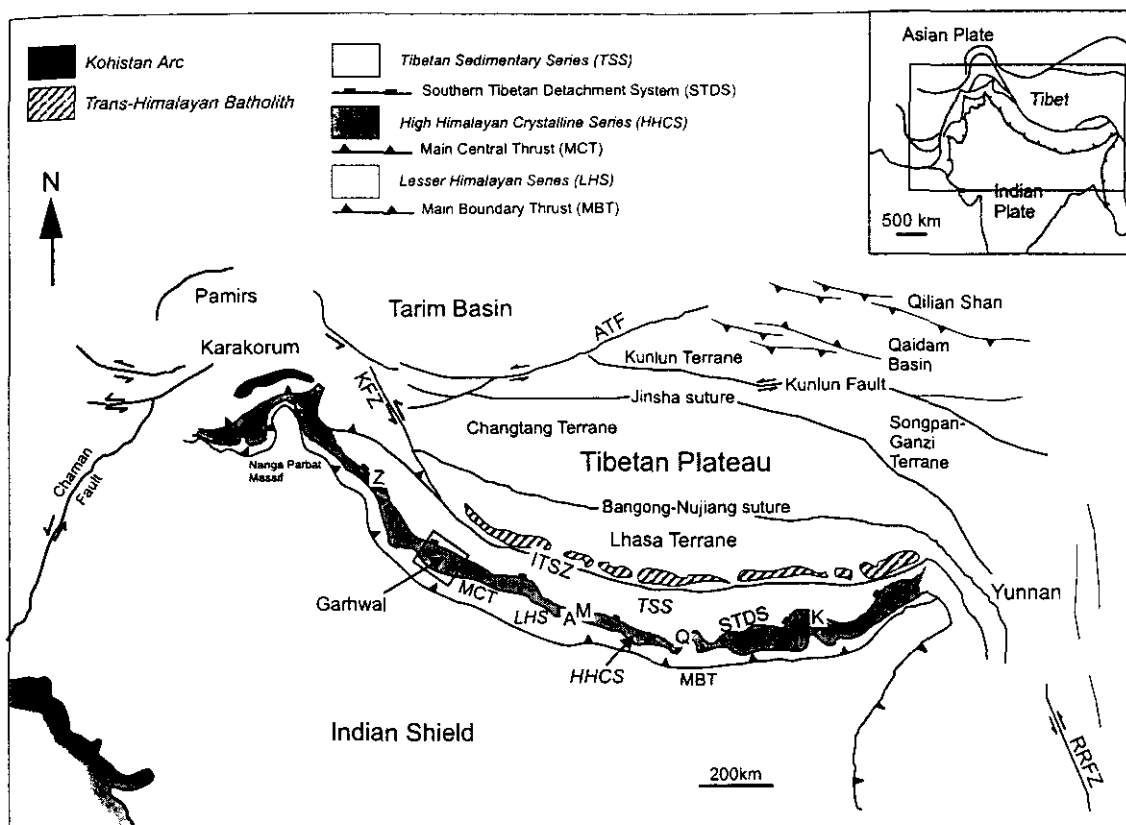 Kohistan Arc
Trans-Himalayan Batholith
Tibetan Sedimentary Series (TSS)
Southern Tibetan Detachment System (STDS)
High Himalayan Crystalline Series (HHCS)
Main Central Thrust (MCT)
Lesser Himalayan Series (LHS)
Main Boundary Thrust (MBT)
Asian Plate
Tibet
Indian
Plate
500 km
N
Pamirs
Tarim Basin
Karakorum
ATF
Qilian Shan
Qaidam
Basin
Kunlun Terrane
Kunlun Fault
KFZ
Jinsha suture
Changtang Terrane
Songpan-
Ganzi
Terrane
Nanga Parbat
Massif
Chaman
Fault
Tibetan Plateau
Z
Bangong-Nujiang suture
Lhasa Terrane
ITSZ
Garhwal
MCT
LHS
TSS
Yunnan
A M
STDS
K
Q
HHCS
MBT
Indian Shield
200km
RRFZ